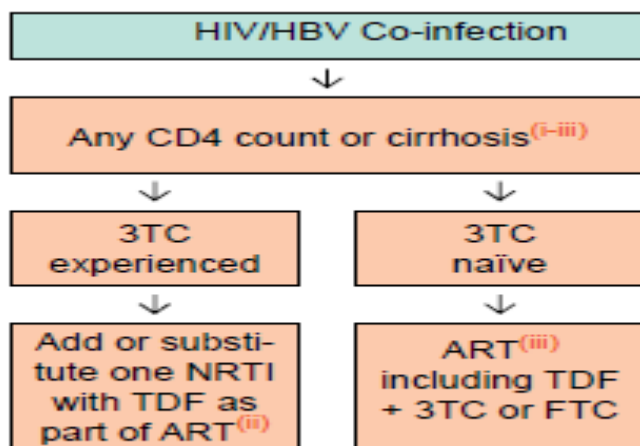 HIV/HBV Co-infection
Any CD4 count or cirrhosis(i-iii)
3TC
experienced
3TC
naïve
Add or substi-
tute one NRTI
with TDF as
part of ART(ii)
ART(iii)
including TDF
+ 3TC or FTC